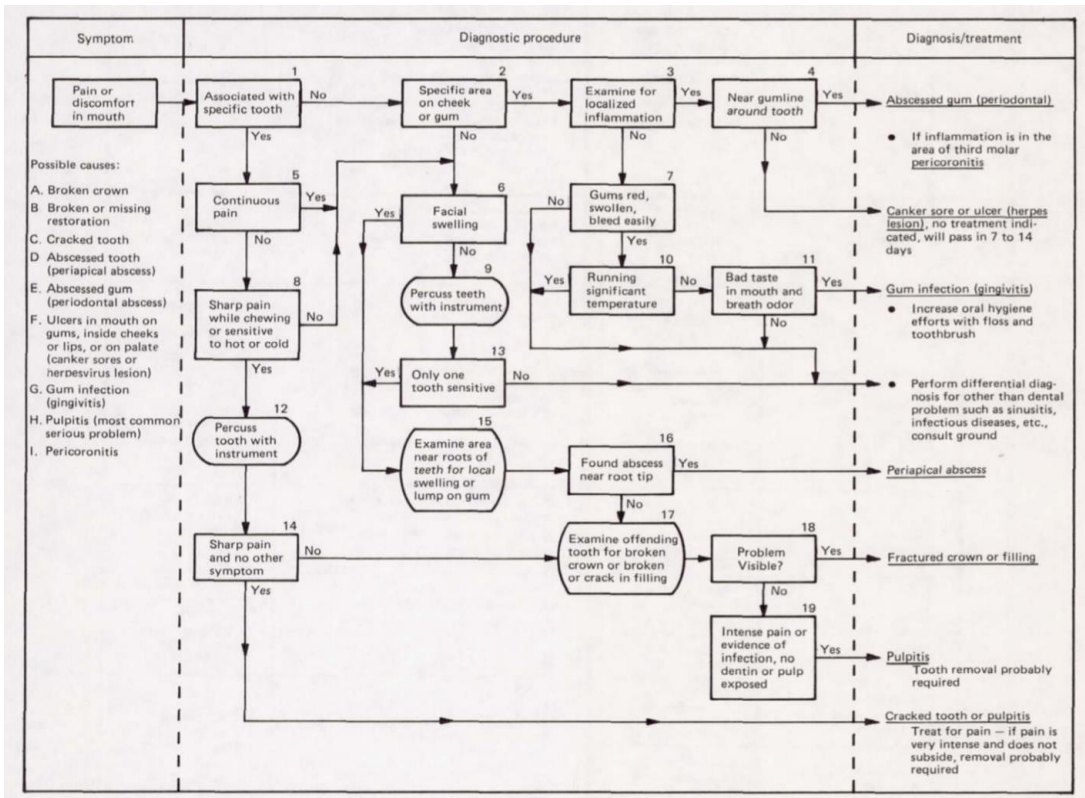 Symptom
Diagnostic procedure
Diagnosis/treatment
Pain or
discomfort
in mouth
1
Associated with
specific tooth
No
Yes
2
Specific area
on cheek
or gum
Yes
No
3
Examine for
localized
inflammation
Yes
No
4
Near gumline
around tooth
Yes
No
Abscessed gum (periodontal)
• If inflammation is in the
area of third molar
pericoronitis
Canker sore or ulcer (herpes
lesion), no treatment indi-
cated, will pass in 7 to 14
days
Possible causes:
A. Broken crown
B Broken or missing
restoration
C. Cracked tooth
D Abscessed tooth
(periapical abscess)
E. Abscessed gum
(periodontal abscess)
F. Ulcers in mouth on
gums, inside cheeks
or lips, or on palate
(canker sores or
herpesvirus lesion)
G. Gum infection
(gingivitis)
H. Pulpitis (most common
serious problem)
I. Pericoronitis
5
Continuous
pain
Yes
No
6
Facial
swelling
Yes
No
7
Gums red,
swollen,
bleed easily
No
Yes
8
Sharp pain
while chewing
or sensitive
to hot or cold
No
Yes
9
Percuss teeth
with instrument
10
Running
significant
temperature
Yes
No
11
Bad taste
in mouth and
breath odor
Yes
No
Gum infection (gingivitis)
• Increase oral hygiene
efforts with floss and
toothbrush
12
Percuss
tooth with
instrument
13
Only one
tooth sensitive
Yes
No
• Perform differential diag-
nosis for other than dental
problem such as sinusitis,
infectious diseases, etc.,
consult ground
15
Examine area
near roots of
teeth for local
swelling or
lump on gum
16
Found abscess
near root tip
Yes
No
Periapical abscess
14
Sharp pain
and no other
symptom
No
Yes
17
Examine offending
tooth for broken
crown or broken
or crack in filling
18
Problem
Visible?
Yes
No
Fractured crown or filling
19
Intense pain or
evidence of
infection, no
dentin or pulp
exposed
Yes
Pulpitis
Tooth removal probably
required
Cracked tooth or pulpitis
Treat for pain — if pain is
very intense and does not
subside, removal probably
required